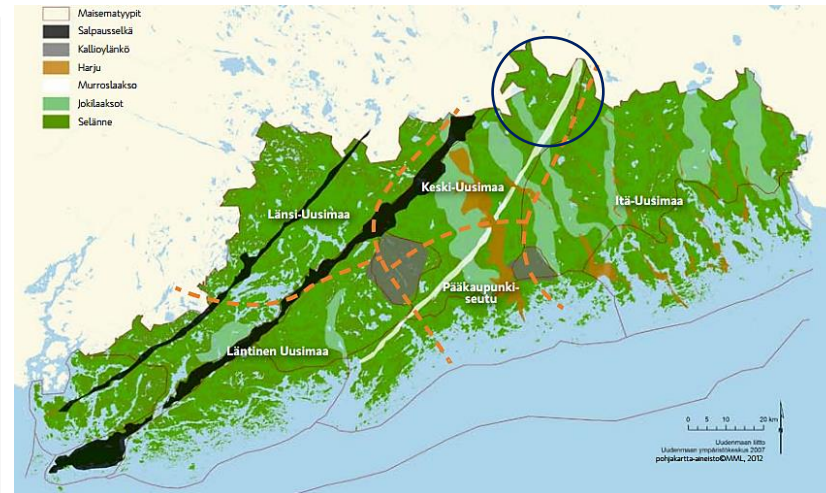 Maisematyypit
Salpausselkä
Kallioylänkö
Harju
Murroslaakso
Jokilaaksot
Selänne
Keski-Uusimaa
Länsi-Uusimaa
Itä-Uusimaa
Pääkaupunki-
seutu
Läntinen Uusimaa
0 5 10 20 km
Uudenmaan liitto
Uudenmaan ympäristökeskus 2007
pohjakartta-aineisto©MML, 2012